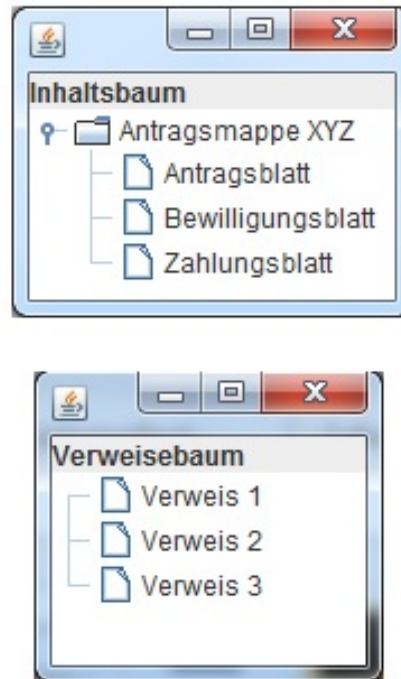 Inhaltsbaum
Antragsmappe XYZ
Antragsblatt
Bewilligungsblatt
Zahlungsblatt
Verweisebaum
Verweis 1
Verweis 2
Verweis 3